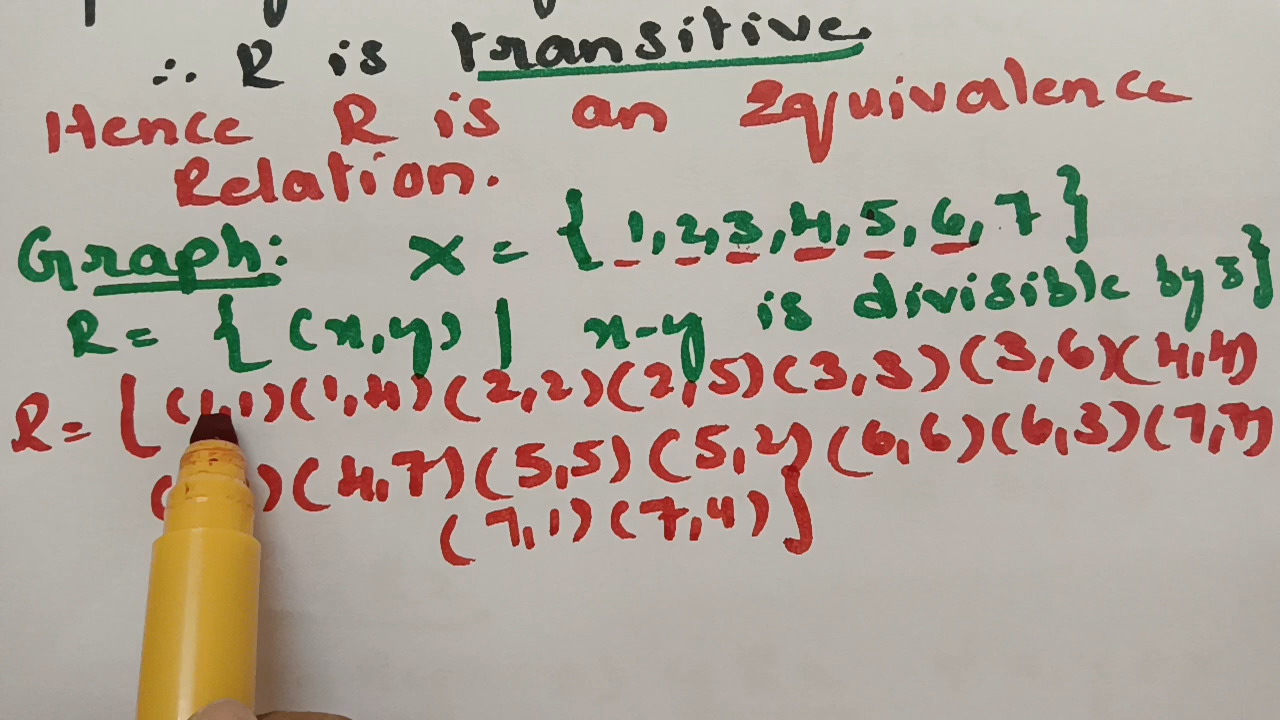 ∴ R is transitive.
Hence R is an Equivalence
Relation.
Graph: X = { 1, 2, 3, 4, 5, 6, 7 }
R = { (x, y) | x-y is divisible by 3}
R = { (1,1) (1,4) (2,2) (2,5) (3,3) (3,6) (4,4)
(4,7) (5,5) (5,2) (6,6) (6,3) (7,7)
(7,1) (7,4) }